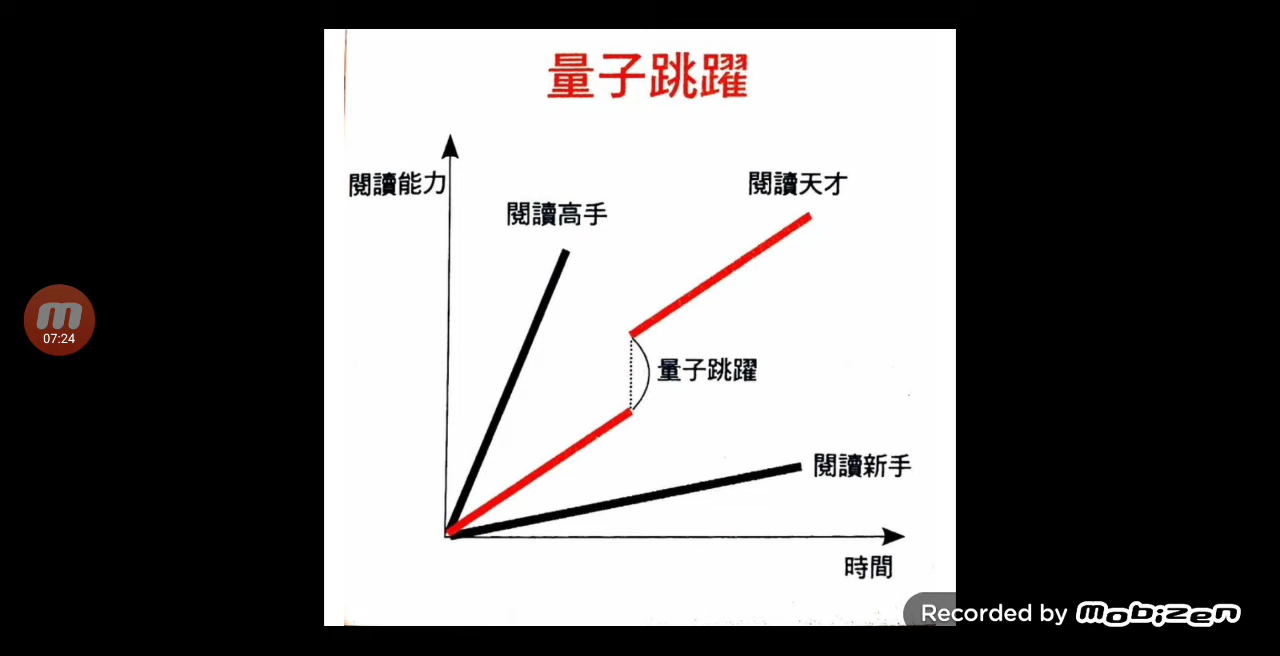 量子跳躍
閱讀能力
閱讀高手
閱讀天才
量子跳躍
閱讀新手
時間
07:24
Recorded by mobizen